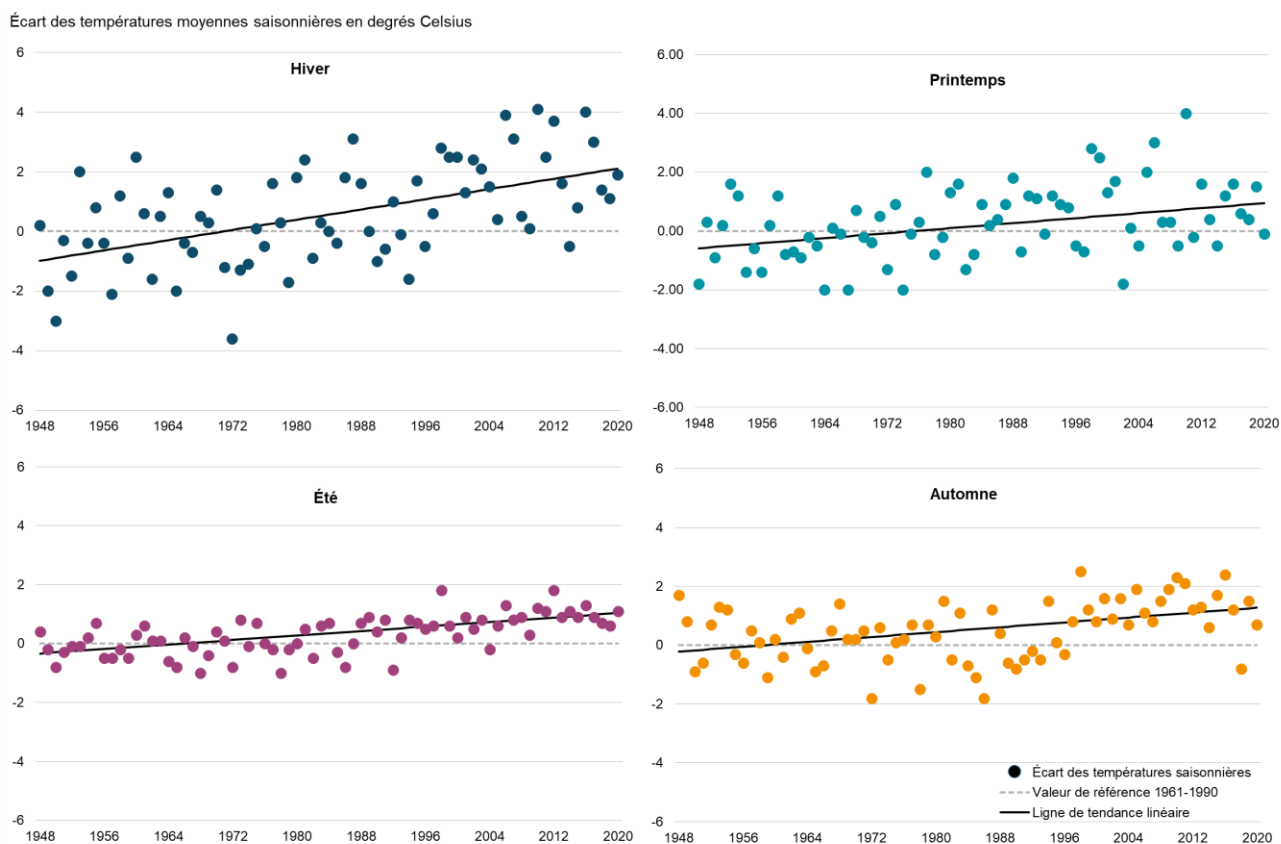 Écart des températures moyennes saisonnières en degrés Celsius
Hiver
6
4
2
0
-2
-4
-6
1948 1956 1964 1972 1980 1988 1996 2004 2012 2020
Printemps
6.00
4.00
2.00
0.00
-2.00
-4.00
-6.00
1948 1956 1964 1972 1980 1988 1996 2004 2012 2020
Été
6
4
2
0
-2
-4
-6
1948 1956 1964 1972 1980 1988 1996 2004 2012 2020
Automne
6
4
2
0
-2
-4
-6
1948 1956 1964 1972 1980 1988 1996 2004 2012 2020
Écart des températures saisonnières
Valeur de référence 1961-1990
Ligne de tendance linéaire